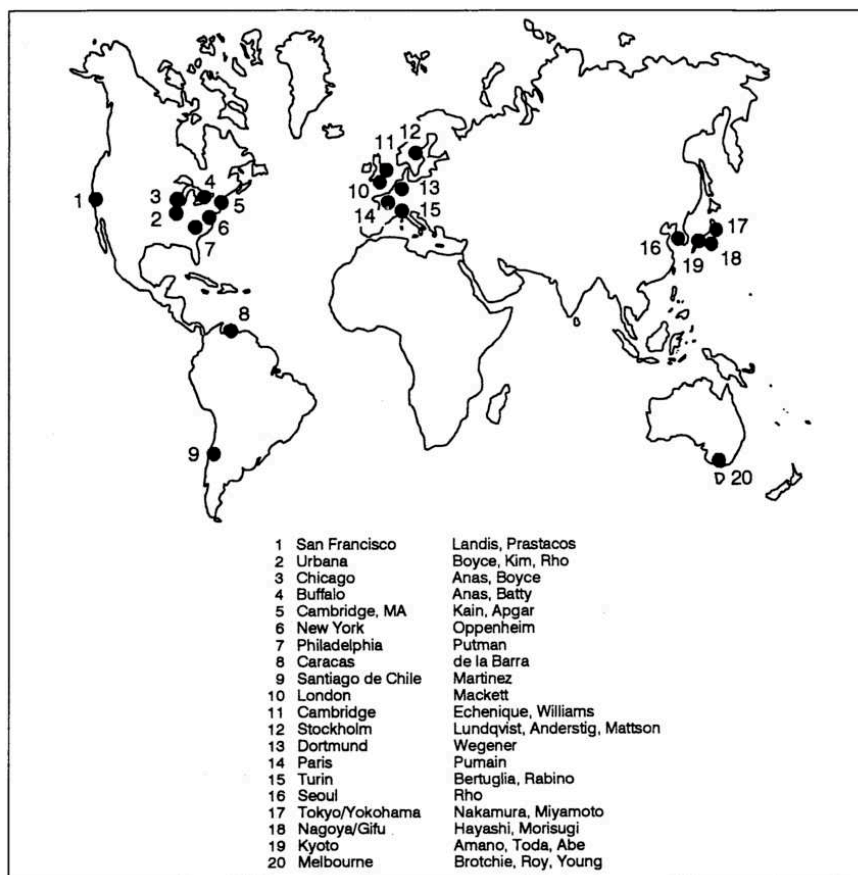 12
11
13
10
14
15
4
3
5
1
2
6
7
17
16
19
18
8
9
20
1 San Francisco Landis, Prastacos
2 Urbana Boyce, Kim, Rho
3 Chicago Anas, Boyce
4 Buffalo Anas, Batty
5 Cambridge, MA Kain, Apgar
6 New York Oppenheim
7 Philadelphia Putman
8 Caracas de la Barra
9 Santiago de Chile Martinez
10 London Mackett
11 Cambridge Echenique, Williams
12 Stockholm Lundqvist, Anderstig, Mattson
13 Dortmund Wegener
14 Paris Pumain
15 Turin Bertuglia, Rabino
16 Seoul Rho
17 Tokyo/Yokohama Nakamura, Miyamoto
18 Nagoya/Gifu Hayashi, Morisugi
19 Kyoto Amano, Toda, Abe
20 Melbourne Brotchie, Roy, Young